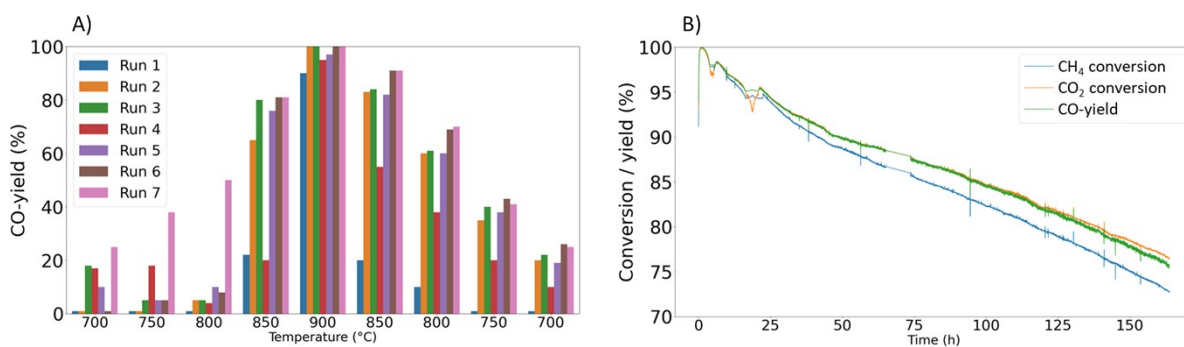 A)
CO-yield (%)
100
80
60
40
20
0
Run 1
Run 2
Run 3
Run 4
Run 5
Run 6
Run 7
700 750 800 850 900 850 800 750 700
Temperature (°C)
B)
Conversion / yield (%)
100
95
90
85
80
75
70
CH₄ conversion
CO₂ conversion
CO-yield
0 25 50 75 100 125 150
Time (h)